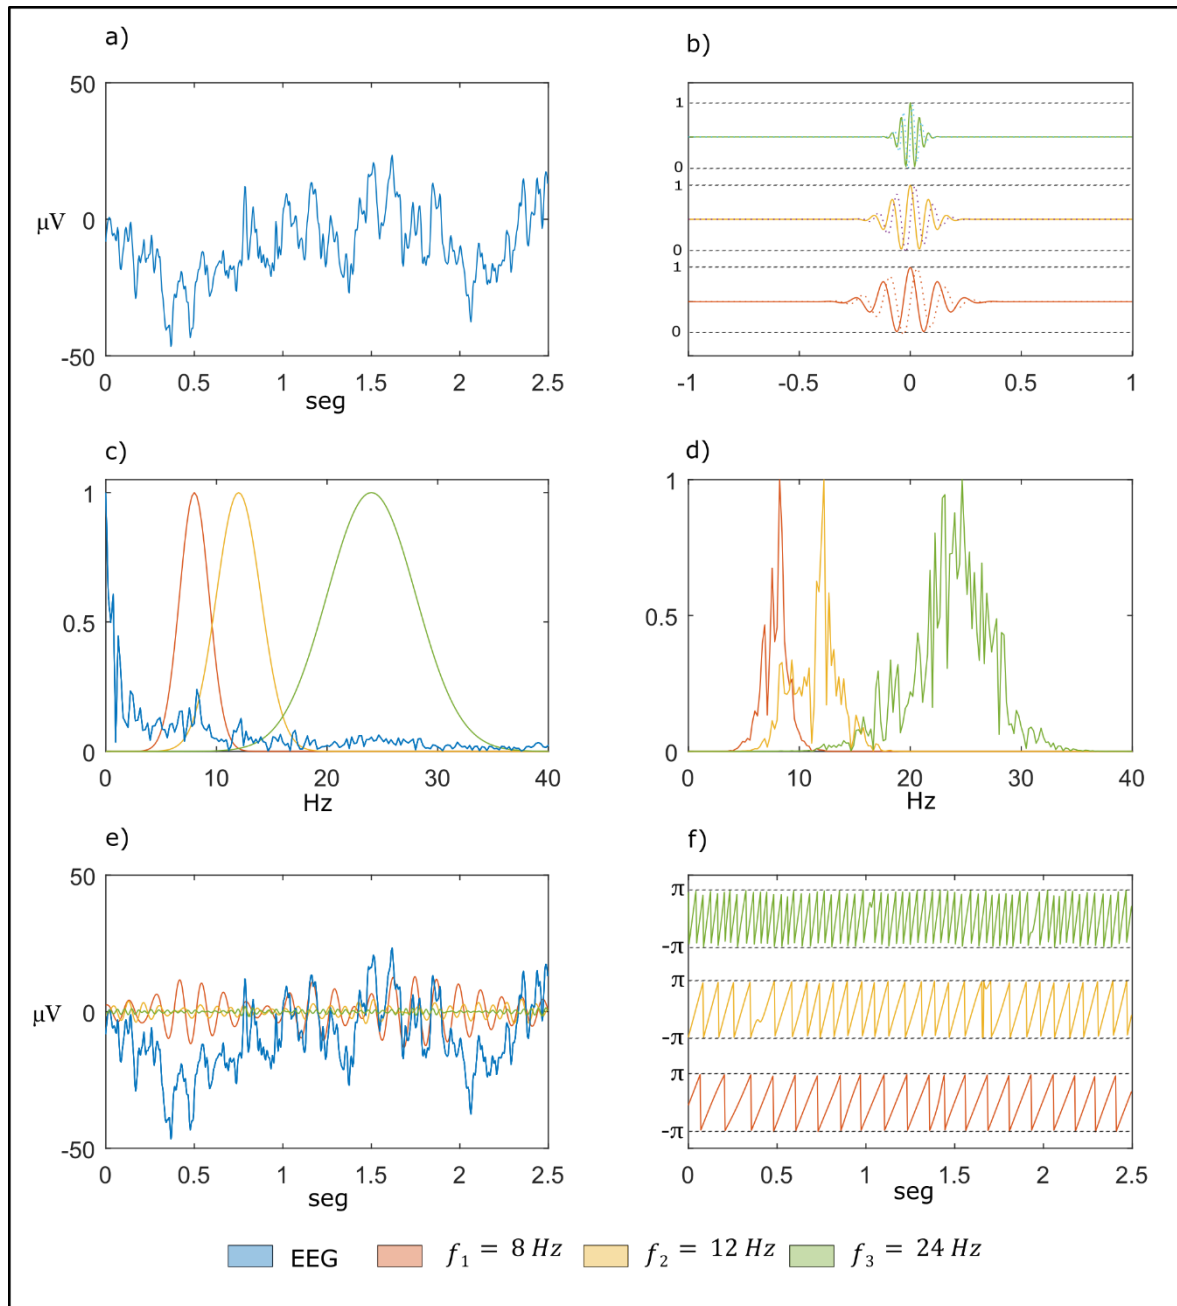 a)
b)
50
0
-50
μV
0 0.5 1 1.5 2 2.5
seg
1
0
1
0
1
0
-1 -0.5 0 0.5 1
c)
d)
1
0.5
0
0 10 20 30 40
Hz
1
0.5
0
0 10 20 30 40
Hz
e)
f)
50
0
-50
μV
0 0.5 1 1.5 2 2.5
seg
π
-π
π
-π
π
-π
0 0.5 1 1.5 2 2.5
seg
EEG f₁ = 8 Hz f₂ = 12 Hz f₃ = 24 Hz